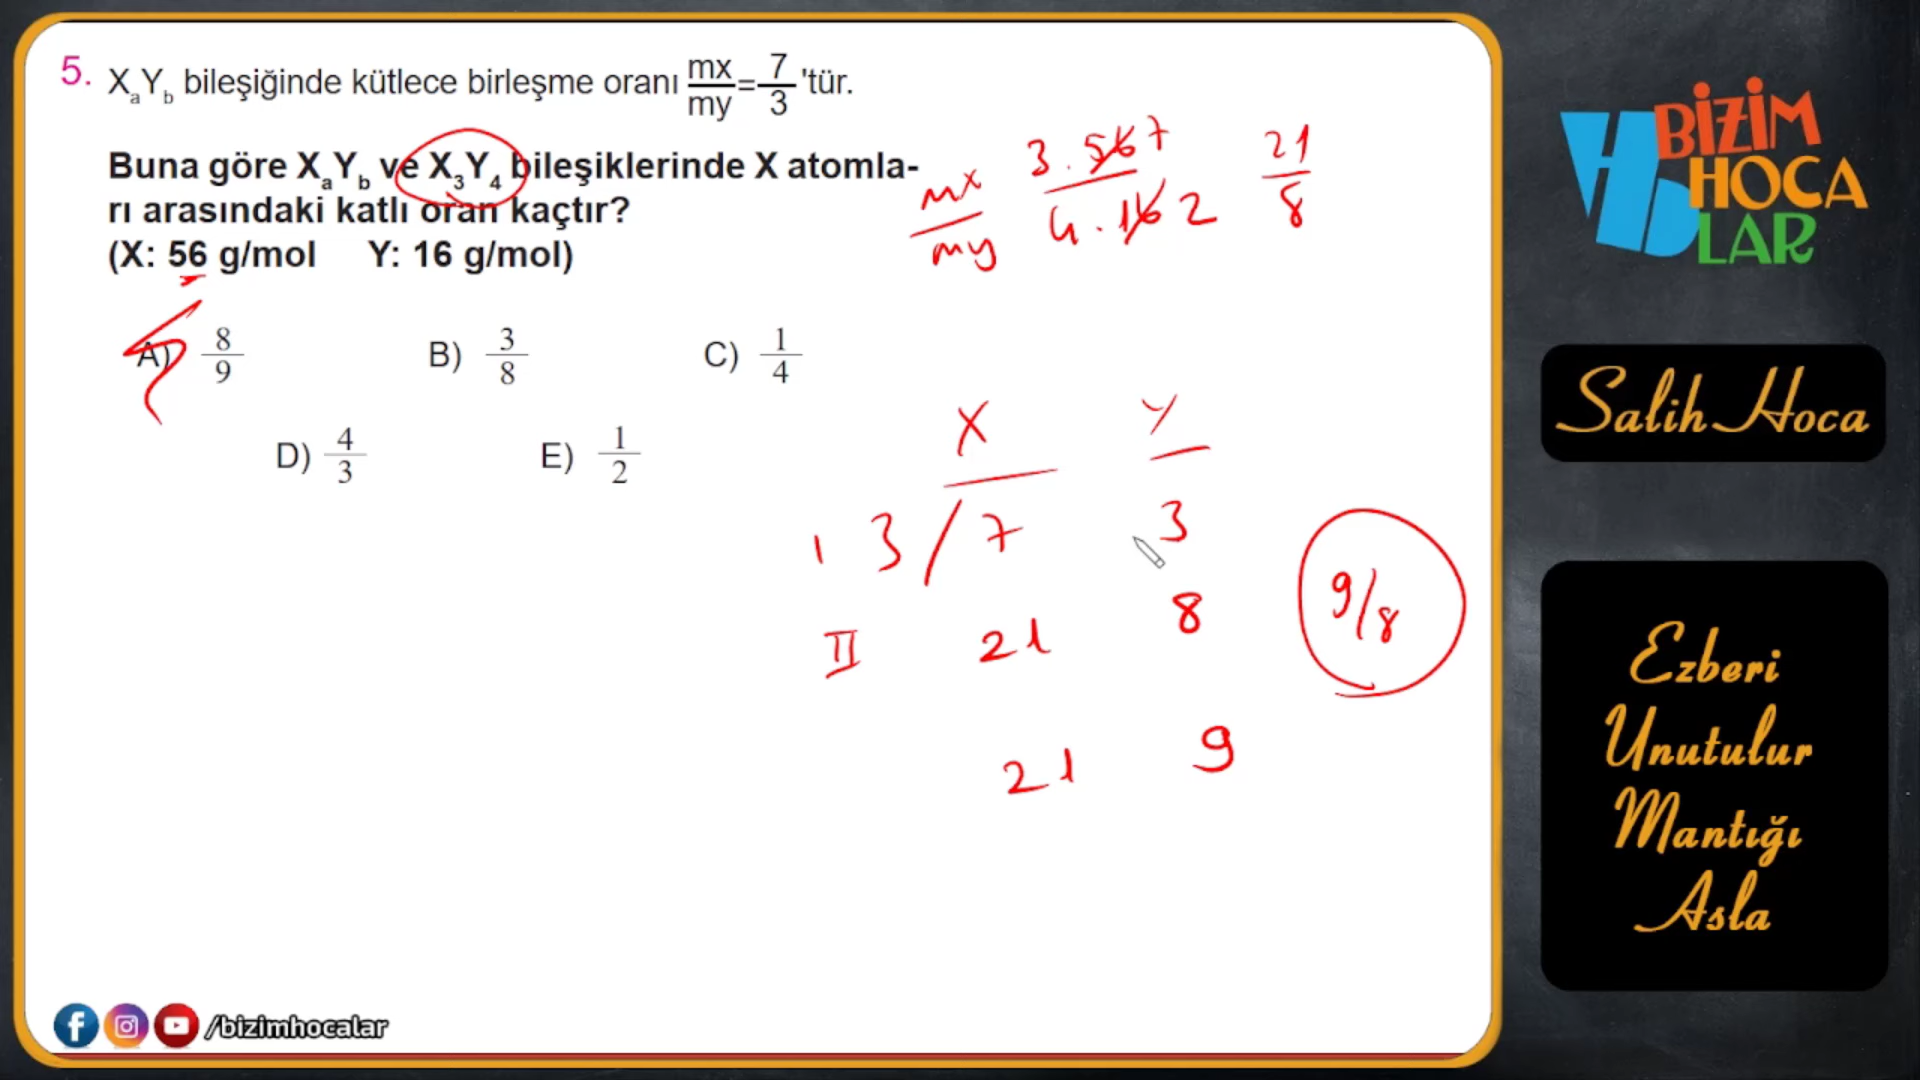 5. XaYb bileşiğinde kütlece birleşme oranı mx/my = 7/3 'tür.
Buna göre XaYb ve X3Y4 bileşiklerinde X atomla-
rı arasındaki katlı oran kaçtır?
(X: 56 g/mol Y: 16 g/mol)
A) 8/9 B) 3/8 C) 1/4
D) 4/3 E) 1/2
mx/my 3.56 7 / 4.16 2 21/8
X Y
1 3/ 7 3
II 21 8
9/8
21 9
/bizimhocalar
BİZİM
HOCA
LAR
Salih Hoca
Ezberi
Unutulur
Mantığı
Asla